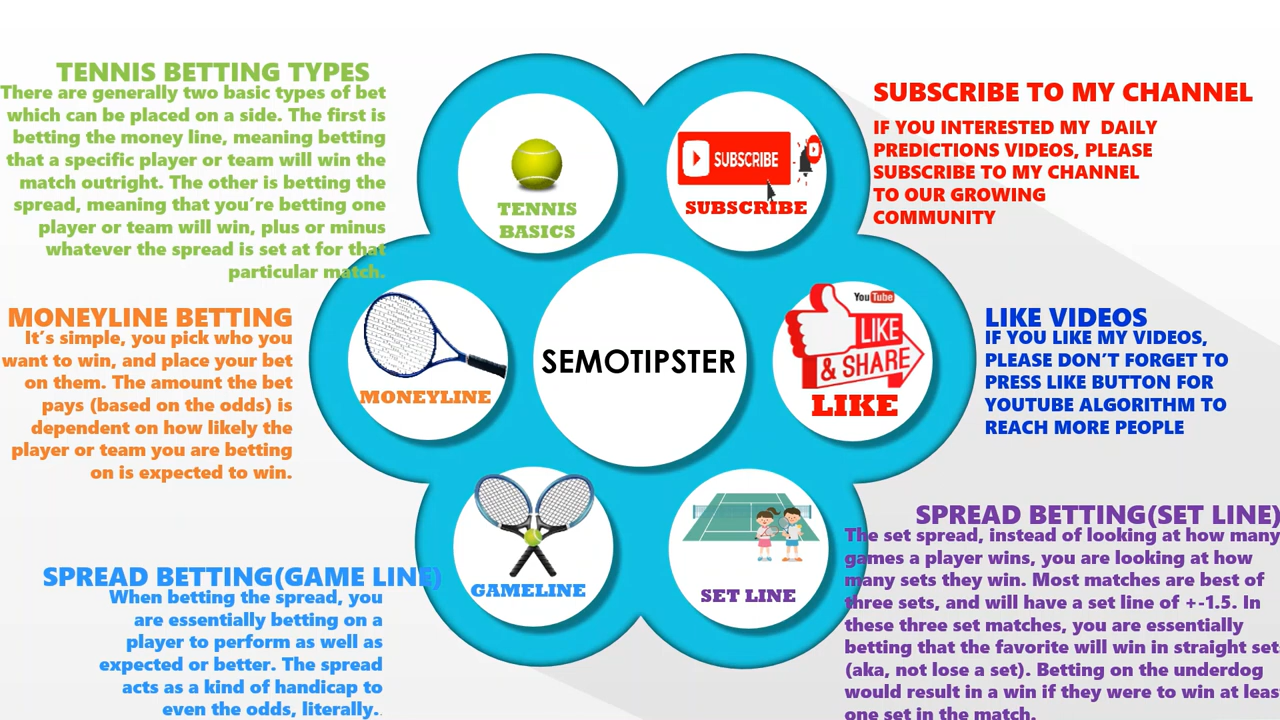 TENNIS BETTING TYPES
There are generally two basic types of bet
which can be placed on a side. The first is
betting the money line, meaning betting
that a specific player or team will win the
match outright. The other is betting the
spread, meaning that you’re betting one
player or team will win, plus or minus
whatever the spread is set at for that
particular match.
MONEYLINE BETTING
It’s simple, you pick who you
want to win, and place your bet
on them. The amount the bet
pays (based on the odds) is
dependent on how likely the
player or team you are betting
on is expected to win.
SPREAD BETTING(GAME LINE)
When betting the spread, you
are essentially betting on a
player to perform as well as
expected or better. The spread
acts as a kind of handicap to
even the odds, literally..
TENNIS
BASICS
SUBSCRIBE
SUBSCRIBE
MONEYLINE
SEMOTIPSTER
YouTube
LIKE
& SHARE
LIKE
GAMELINE
SET LINE
SUBSCRIBE TO MY CHANNEL
IF YOU INTERESTED MY DAILY
PREDICTIONS VIDEOS, PLEASE
SUBSCRIBE TO MY CHANNEL
TO OUR GROWING
COMMUNITY
LIKE VIDEOS
IF YOU LIKE MY VIDEOS,
PLEASE DON’T FORGET TO
PRESS LIKE BUTTON FOR
YOUTUBE ALGORITHM TO
REACH MORE PEOPLE
SPREAD BETTING(SET LINE)
The set spread, instead of looking at how many
games a player wins, you are looking at how
many sets they win. Most matches are best of
three sets, and will have a set line of +-1.5. In
these three set matches, you are essentially
betting that the favorite will win in straight set
(aka, not lose a set). Betting on the underdog
would result in a win if they were to win at leas
one set in the match.